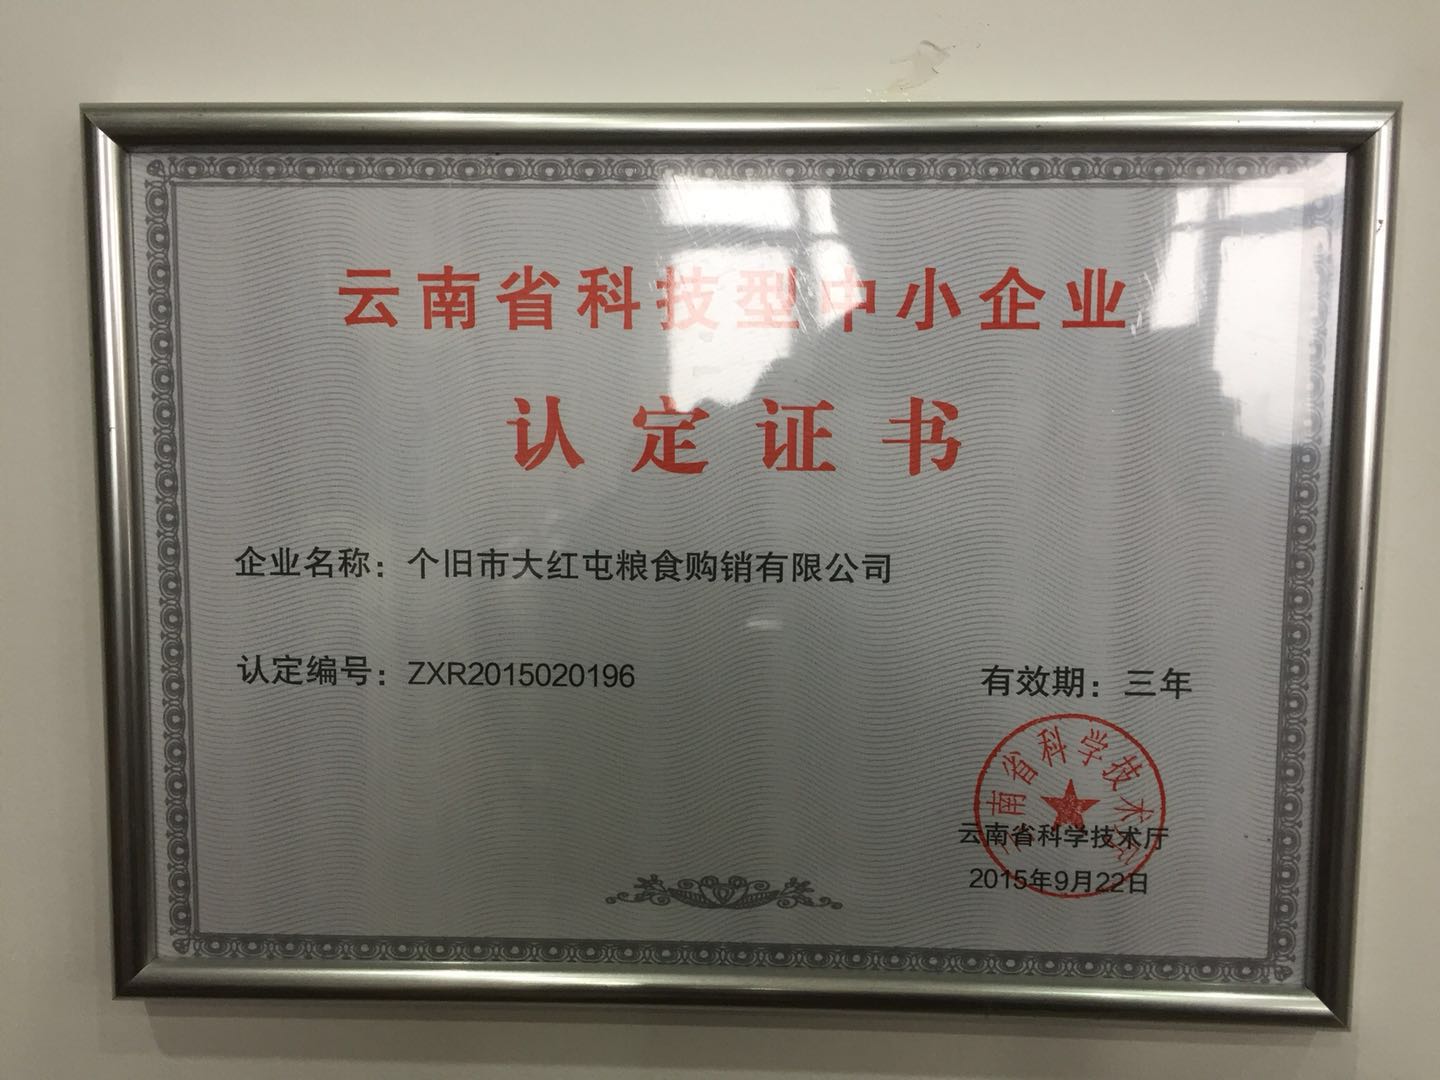 云南省科技型中小企业
认定证书
企业名称：个旧市大红屯粮食购销有限公司
认定编号：ZXR2015020196
有效期：三年
云南省科学技术厅
云南省科学技术厅
2015年9月22日